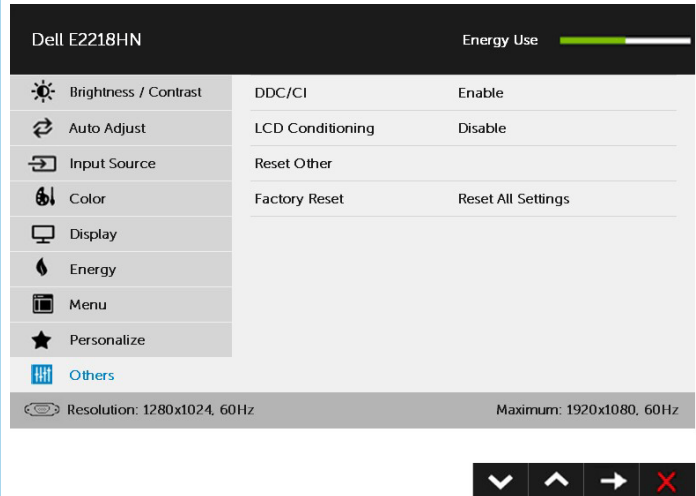 Dell E2218HN
Energy Use
Brightness / Contrast
DDC/CI
Enable
Auto Adjust
LCD Conditioning
Disable
Input Source
Reset Other
Color
Factory Reset
Reset All Settings
Display
Energy
Menu
Personalize
Others
Resolution: 1280x1024, 60Hz
Maximum: 1920x1080, 60Hz